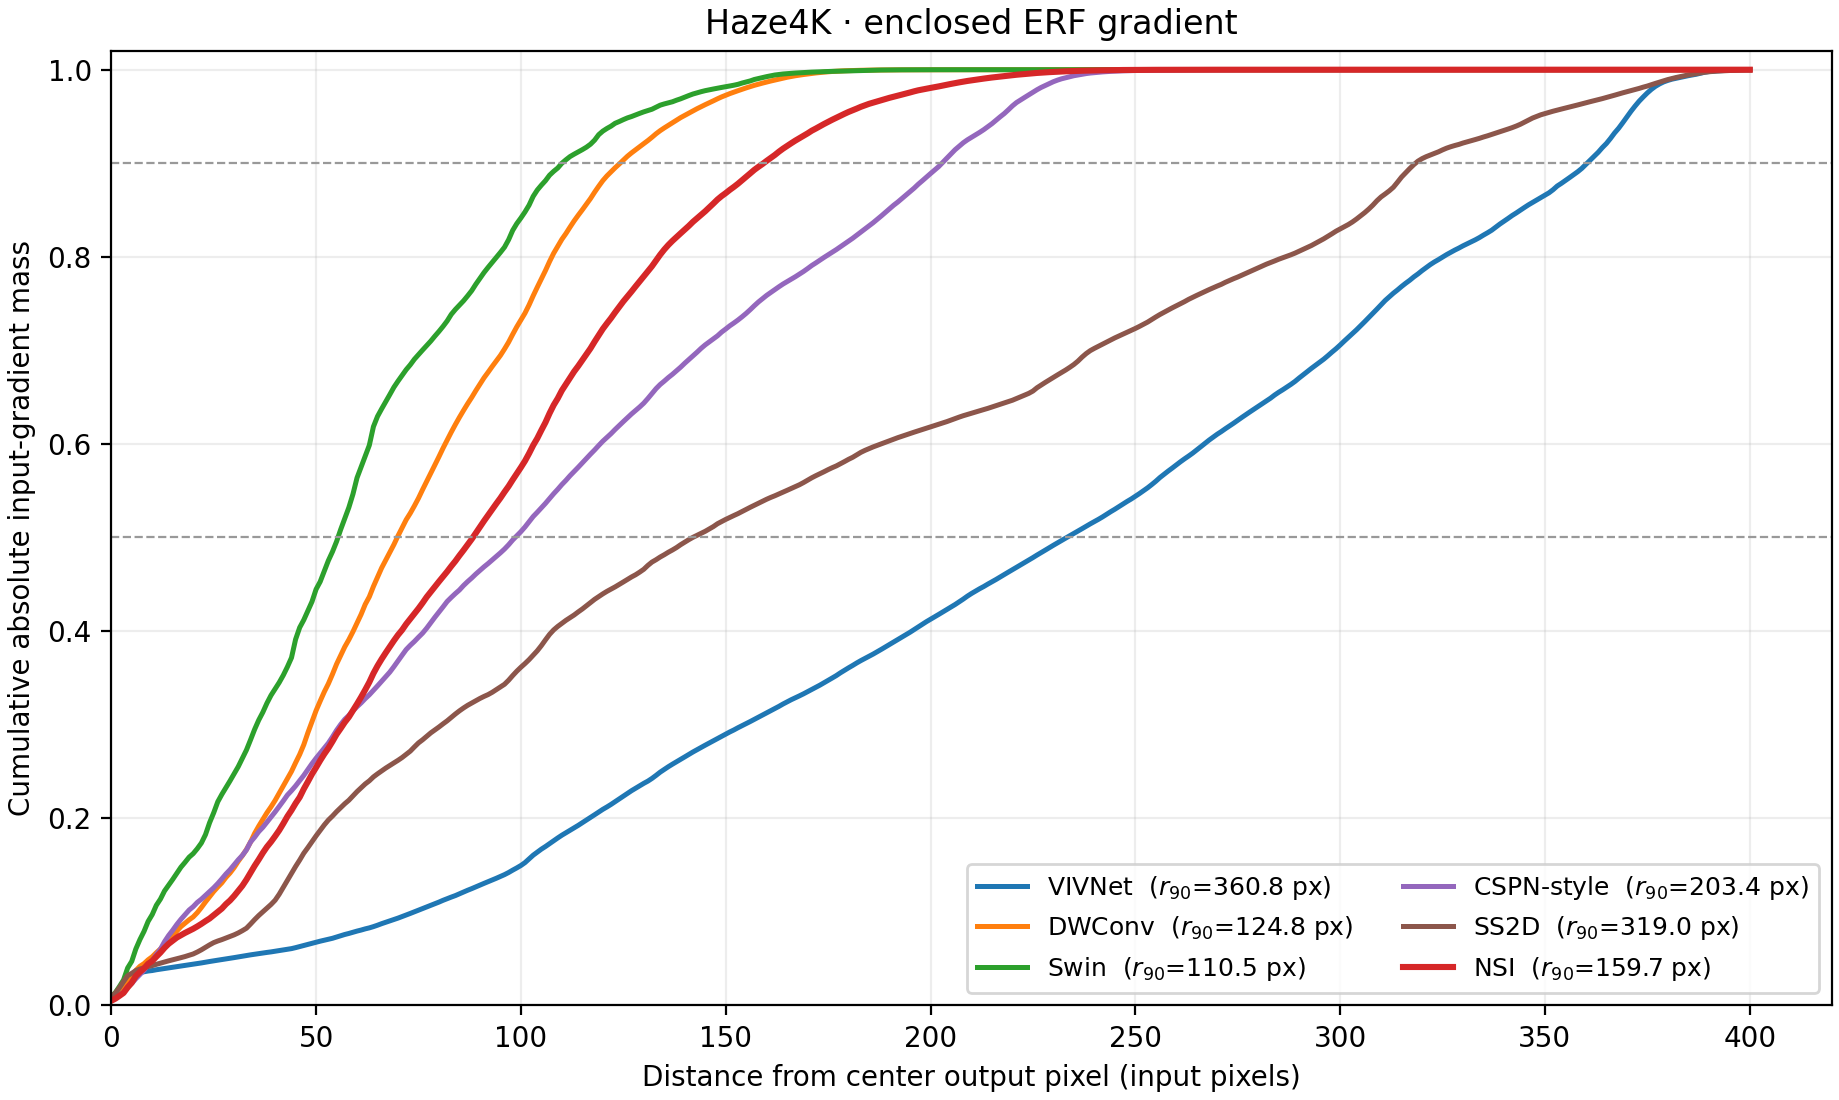 Haze4K · enclosed ERF gradient
Cumulative absolute input-gradient mass
1.0
0.8
0.6
0.4
0.2
0.0
0 50 100 150 200 250 300 350 400
Distance from center output pixel (input pixels)
VIVNet (r90=360.8 px)
DWConv (r90=124.8 px)
Swin (r90=110.5 px)
CSPN-style (r90=203.4 px)
SS2D (r90=319.0 px)
NSI (r90=159.7 px)